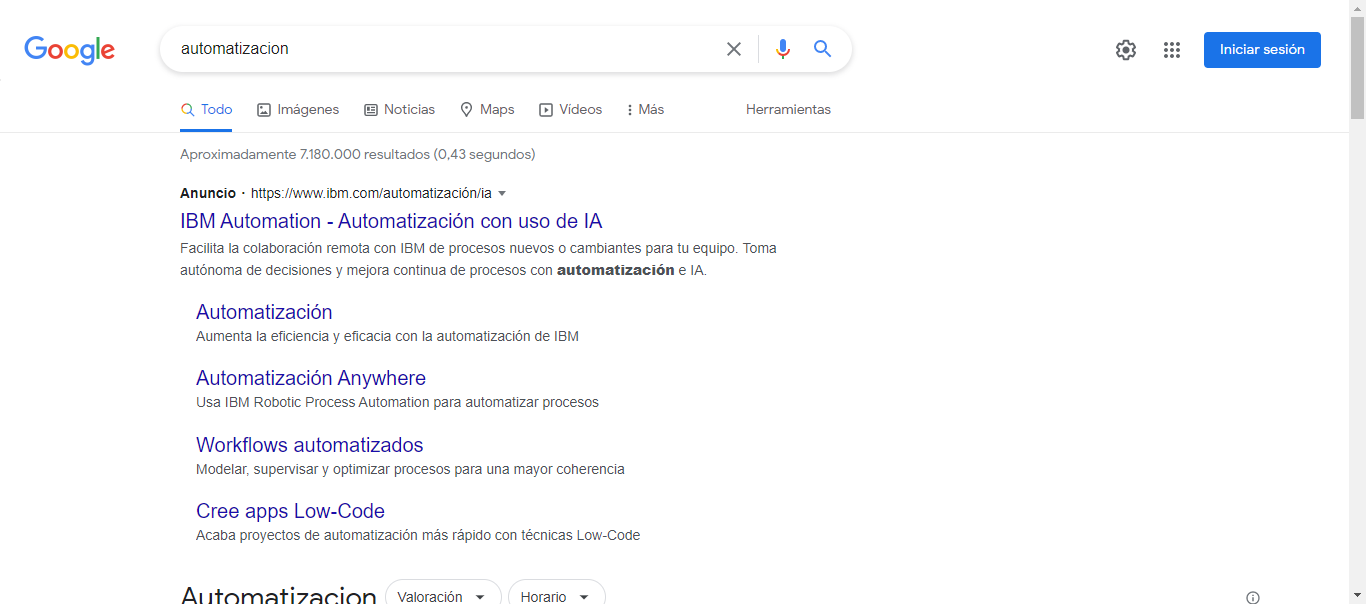 Google
automatizacion
Iniciar sesión
Todo Imágenes Noticias Maps Vídeos Más Herramientas
Aproximadamente 7.180.000 resultados (0,43 segundos)
Anuncio · https://www.ibm.com/automatización/ia
IBM Automation - Automatización con uso de IA
Facilita la colaboración remota con IBM de procesos nuevos o cambiantes para tu equipo. Toma
autónoma de decisiones y mejora continua de procesos con automatización e IA.
Automatización
Aumenta la eficiencia y eficacia con la automatización de IBM
Automatización Anywhere
Usa IBM Robotic Process Automation para automatizar procesos
Workflows automatizados
Modelar, supervisar y optimizar procesos para una mayor coherencia
Cree apps Low-Code
Acaba proyectos de automatización más rápido con técnicas Low-Code
Automatizacion Valoración Horario